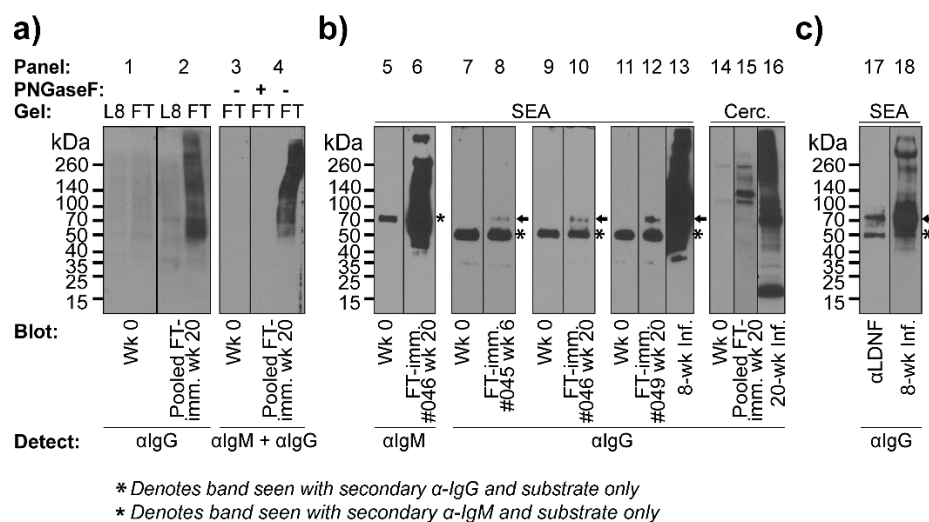 a) b) c)
Panel: 1 2 3 4 5 6 7 8 9 10 11 12 13 14 15 16 17 18
PNGaseF: - + -
Gel: L8 FT L8 FT FT FT FT SEA Cerc. SEA
kDa kDa kDa
260 260 260
140 140 140
100 100 100
70 70 70 *
50 50 50 * * * *
40 40 40
35 35 35
25 25 25
15 15 15
Blot: Wk 0
Pooled FT-
imm. wk 20
Wk 0
Pooled FT-
imm. wk 20
Wk 0
FT-imm.
#046 wk 20
Wk 0
FT-imm.
#045 wk 6
Wk 0
FT-imm.
#046 wk 20
Wk 0
FT-imm.
#049 wk 20
8-wk Inf.
Wk 0
Pooled FT-
imm. wk 20
20-wk Inf.
αLDNF
8-wk Inf.
Detect: αIgG αIgM + αIgG αIgM αIgG αIgG
* Denotes band seen with secondary α-IgG and substrate only
* Denotes band seen with secondary α-IgM and substrate only